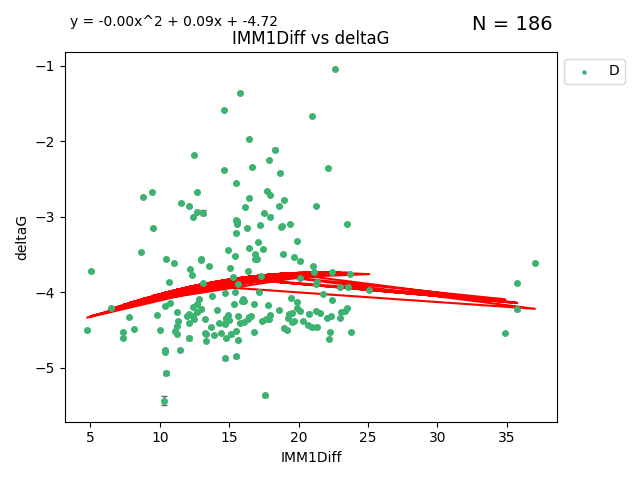 y = -0.00x^2 + 0.09x + -4.72
N = 186
IMM1Diff vs deltaG
D
−1
−2
−3
−4
−5
deltaG
5 10 15 20 25 30 35
IMM1Diff